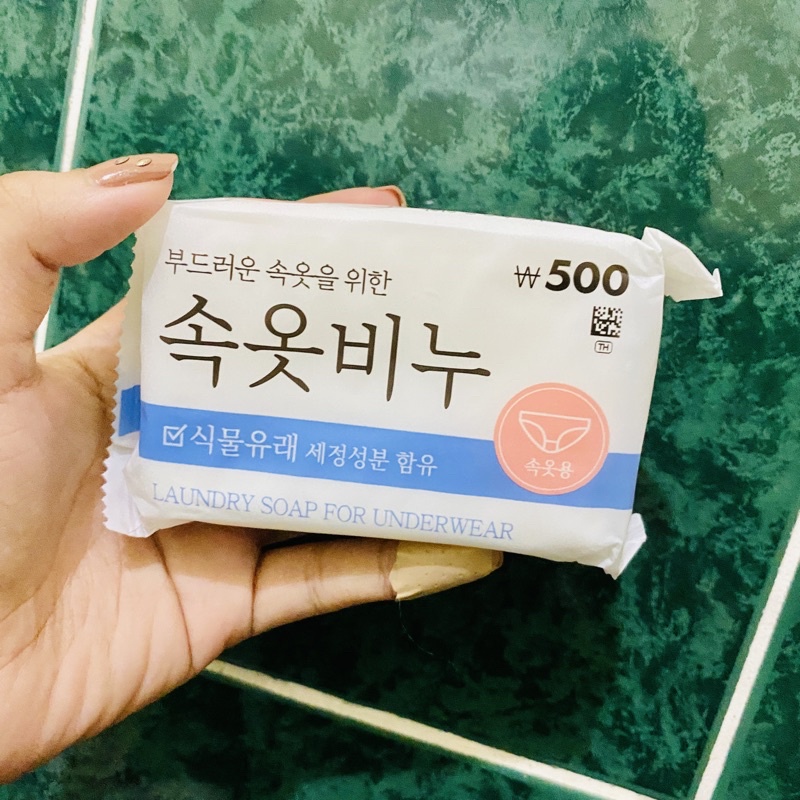 부드러운 속옷을 위한
₩500
TH
속옷비누
식물유래 세정성분 함유
속옷용
LAUNDRY SOAP FOR UNDERWEAR